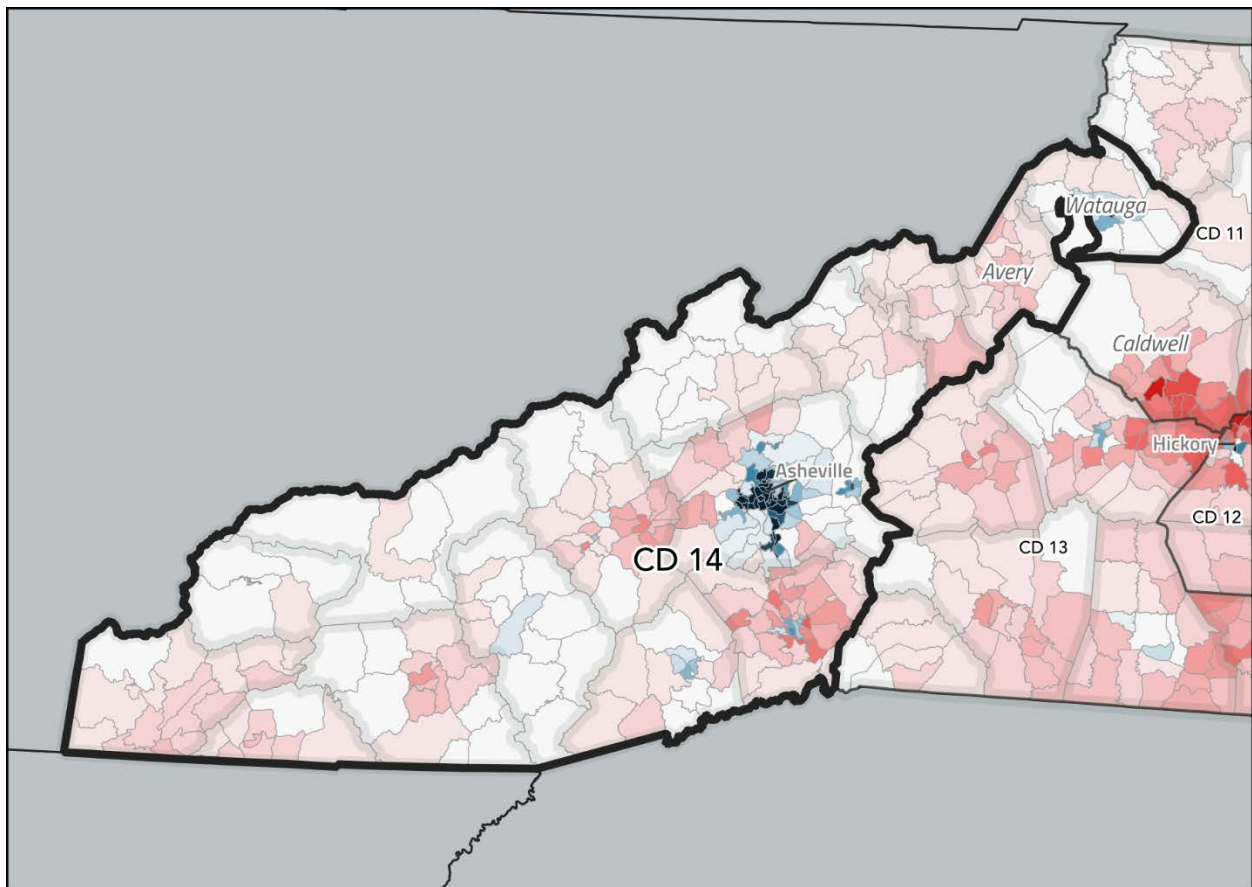 Watauga
CD 11
Avery
Caldwell
Hickory
Asheville
CD 12
CD 13
CD 14